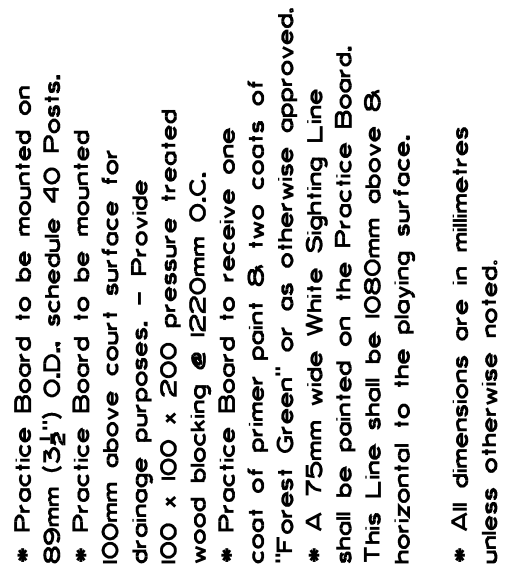 * Practice Board to be mounted on
89mm (3½") O.D., schedule 40 Posts.
* Practice Board to be mounted
100mm above court surface for
drainage purposes. - Provide
100 x 100 x 200 pressure treated
wood blocking @ 1220mm O.C.
* Practice Board to receive one
coat of primer paint & two coats of
"Forest Green" or as otherwise approved.
* A 75mm wide White Sighting Line
shall be painted on the Practice Board.
This Line shall be 1080mm above &
horizontal to the playing surface.
* All dimensions are in millimetres
unless otherwise noted.